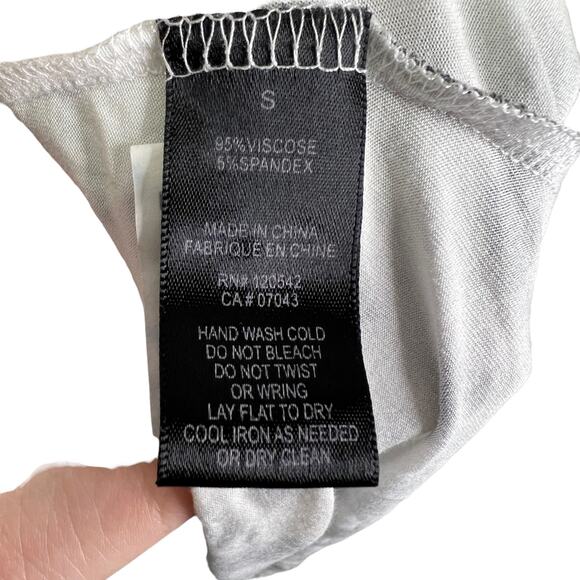 S
95%VISCOSE
5%SPANDEX
MADE IN CHINA
FABRIQUE EN CHINE
RN# 120542
CA # 07043
HAND WASH COLD
DO NOT BLEACH
DO NOT TWIST
OR WRING
LAY FLAT TO DRY
COOL IRON AS NEEDED
OR DRY CLEAN